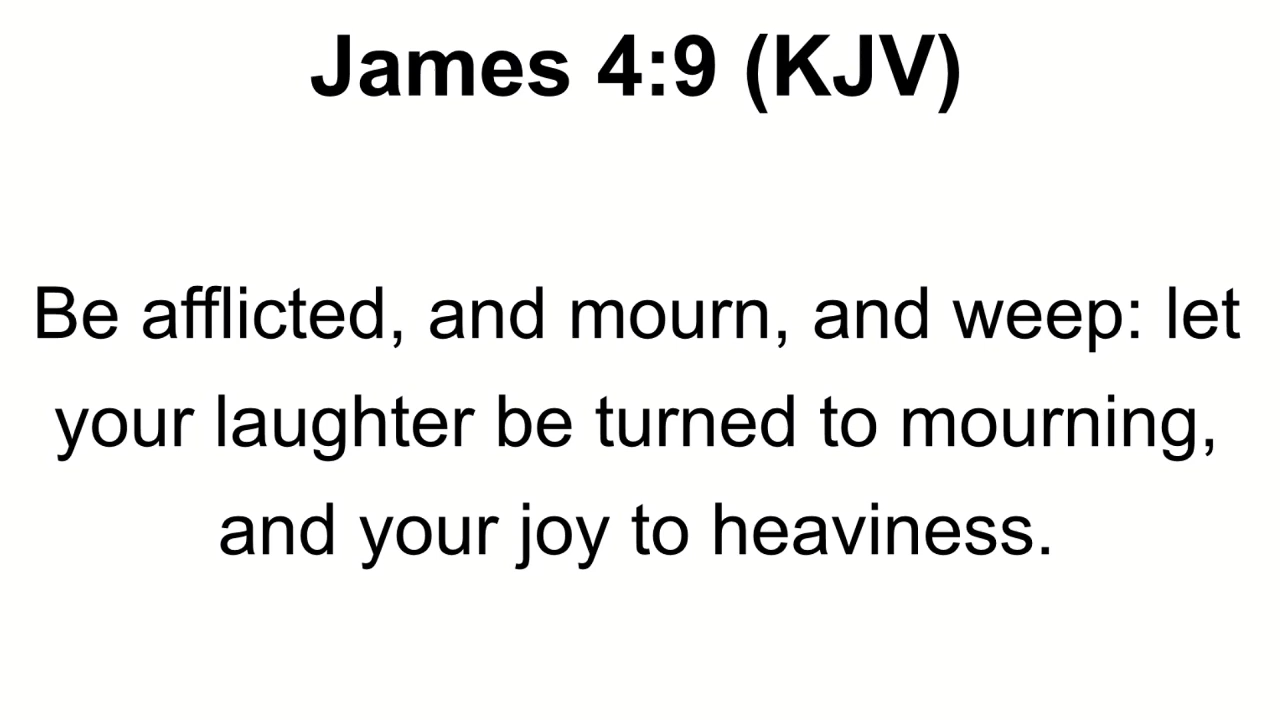 James 4:9 (KJV)
Be afflicted, and mourn, and weep: let
your laughter be turned to mourning,
and your joy to heaviness.